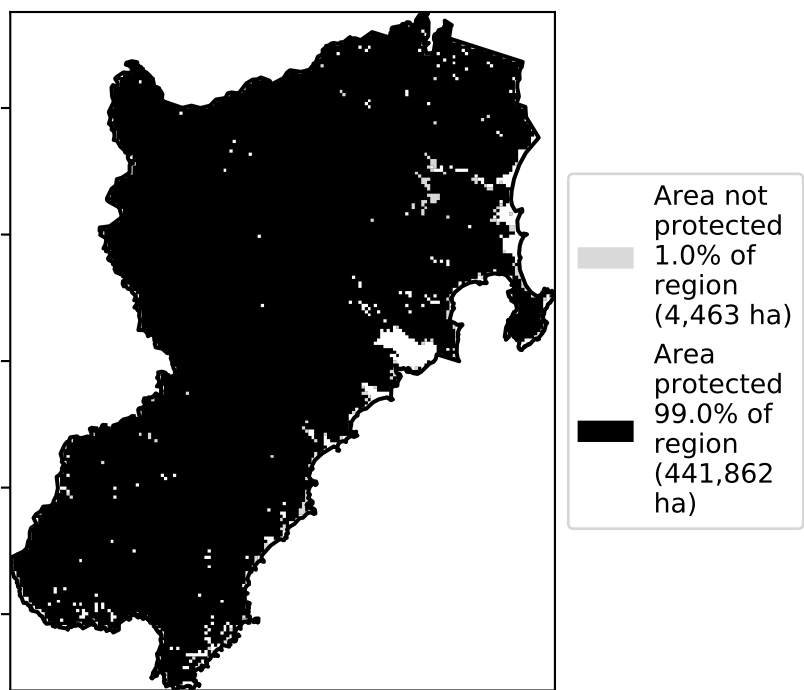 Area not
protected
1.0% of
region
(4,463 ha)
Area
protected
99.0% of
region
(441,862
ha)